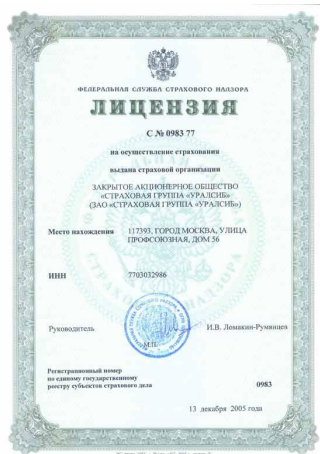 ФЕДЕРАЛЬНАЯ СЛУЖБА СТРАХОВОГО НАДЗОРА
ЛИЦЕНЗИЯ
С № 0983 77
на осуществление страхования
выдана страховой организации
ЗАКРЫТОЕ АКЦИОНЕРНОЕ ОБЩЕСТВО
«СТРАХОВАЯ ГРУППА «УРАЛСИБ»
(ЗАО «СТРАХОВАЯ ГРУППА «УРАЛСИБ»)
Место нахождения 117393, ГОРОД МОСКВА, УЛИЦА
ПРОФСОЮЗНАЯ, ДОМ 56
ИНН 7703032986
Руководитель И.В. Ломакин-Румянцев
М.П.
Регистрационный номер
по единому государственному
реестру субъектов страхового дела 0983
13 декабря 2005 года